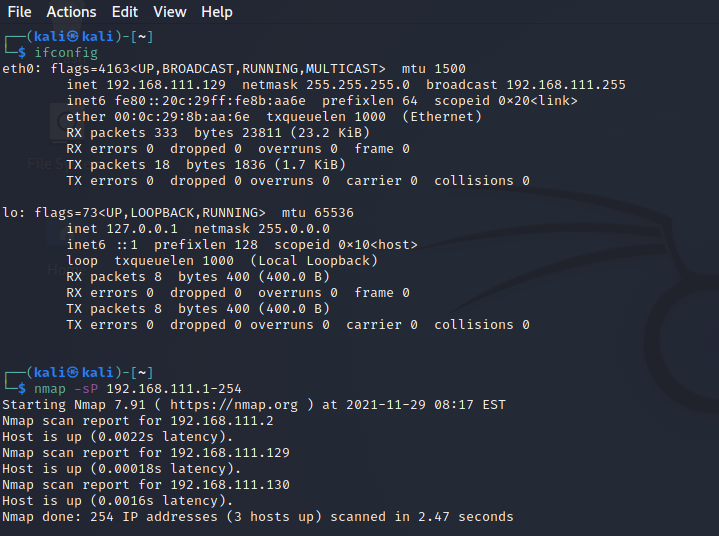 File Actions Edit View Help
┌──(kali㉿kali)-[~]
└─$ ifconfig
eth0: flags=4163<UP,BROADCAST,RUNNING,MULTICAST>  mtu 1500
        inet 192.168.111.129  netmask 255.255.255.0  broadcast 192.168.111.255
        inet6 fe80::20c:29ff:fe8b:aa6e  prefixlen 64  scopeid 0×20<link>
        ether 00:0c:29:8b:aa:6e  txqueuelen 1000  (Ethernet)
        RX packets 333  bytes 23811 (23.2 KiB)
        RX errors 0  dropped 0  overruns 0  frame 0
        TX packets 18  bytes 1836 (1.7 KiB)
        TX errors 0  dropped 0 overruns 0  carrier 0  collisions 0
lo: flags=73<UP,LOOPBACK,RUNNING>  mtu 65536
        inet 127.0.0.1  netmask 255.0.0.0
        inet6 ::1  prefixlen 128  scopeid 0×10<host>
        loop  txqueuelen 1000  (Local Loopback)
        RX packets 8  bytes 400 (400.0 B)
        RX errors 0  dropped 0  overruns 0  frame 0
        TX packets 8  bytes 400 (400.0 B)
        TX errors 0  dropped 0 overruns 0  carrier 0  collisions 0
┌──(kali㉿kali)-[~]
└─$ nmap -sP 192.168.111.1-254
Starting Nmap 7.91 ( https://nmap.org ) at 2021-11-29 08:17 EST
Nmap scan report for 192.168.111.2
Host is up (0.0022s latency).
Nmap scan report for 192.168.111.129
Host is up (0.00018s latency).
Nmap scan report for 192.168.111.130
Host is up (0.0016s latency).
Nmap done: 254 IP addresses (3 hosts up) scanned in 2.47 seconds